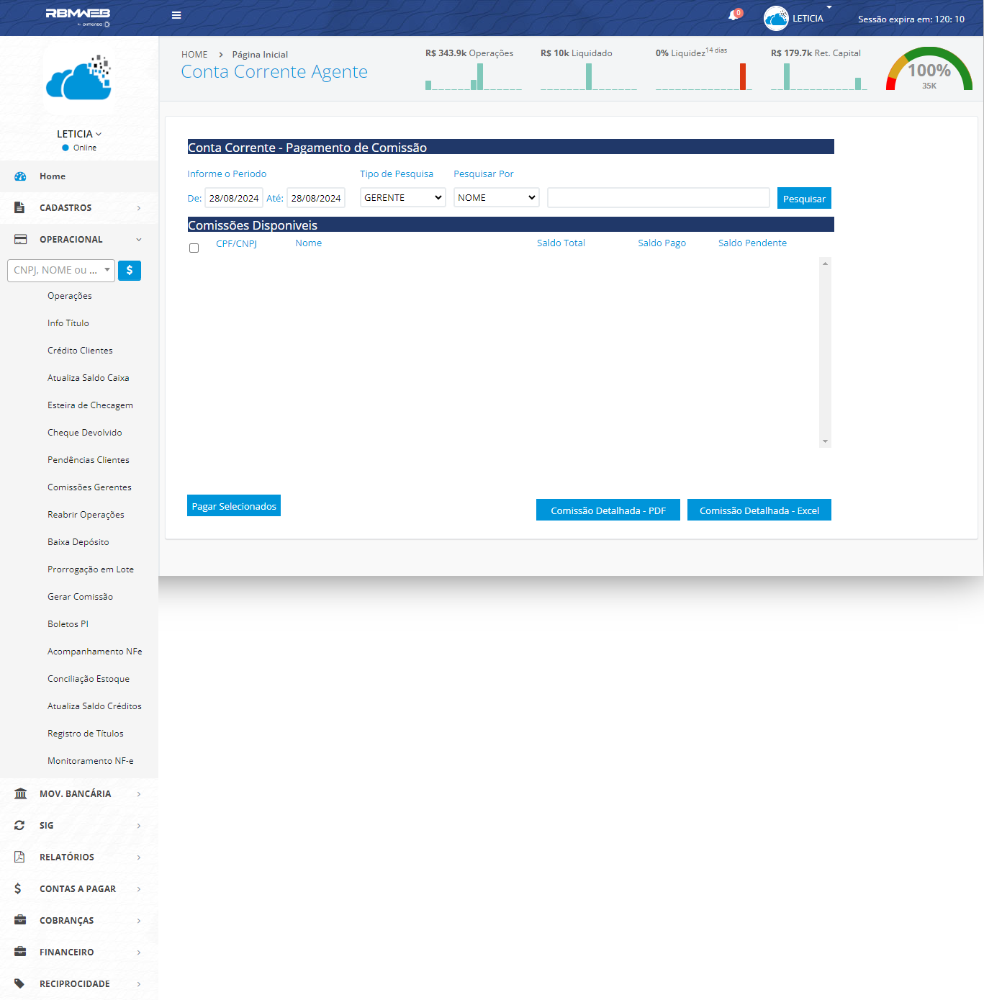 RBMWEB
by dimensa
0
LETICIA
Sessão expira em: 120: 10
LETICIA
Online
Home
CADASTROS
OPERACIONAL
CNPJ, NOME ou ...
$
Operações
Info Título
Crédito Clientes
Atualiza Saldo Caixa
Esteira de Checagem
Cheque Devolvido
Pendências Clientes
Comissões Gerentes
Reabrir Operações
Baixa Depósito
Prorrogação em Lote
Gerar Comissão
Boletos PI
Acompanhamento NFe
Conciliação Estoque
Atualiza Saldo Créditos
Registro de Títulos
Monitoramento NF-e
MOV. BANCÁRIA
SIG
RELATÓRIOS
CONTAS A PAGAR
COBRANÇAS
FINANCEIRO
RECIPROCIDADE
HOME > Página Inicial
Conta Corrente Agente
R$ 343.9k Operações
R$ 10k Liquidado
0% Liquidez 14 dias
R$ 179.7k Ret. Capital
100%
35K
Conta Corrente - Pagamento de Comissão
Informe o Periodo
Tipo de Pesquisa
Pesquisar Por
De: 28/08/2024 Até: 28/08/2024 GERENTE NOME Pesquisar
Comissões Disponiveis
CPF/CNPJ Nome Saldo Total Saldo Pago Saldo Pendente
Pagar Selecionados
Comissão Detalhada - PDF
Comissão Detalhada - Excel